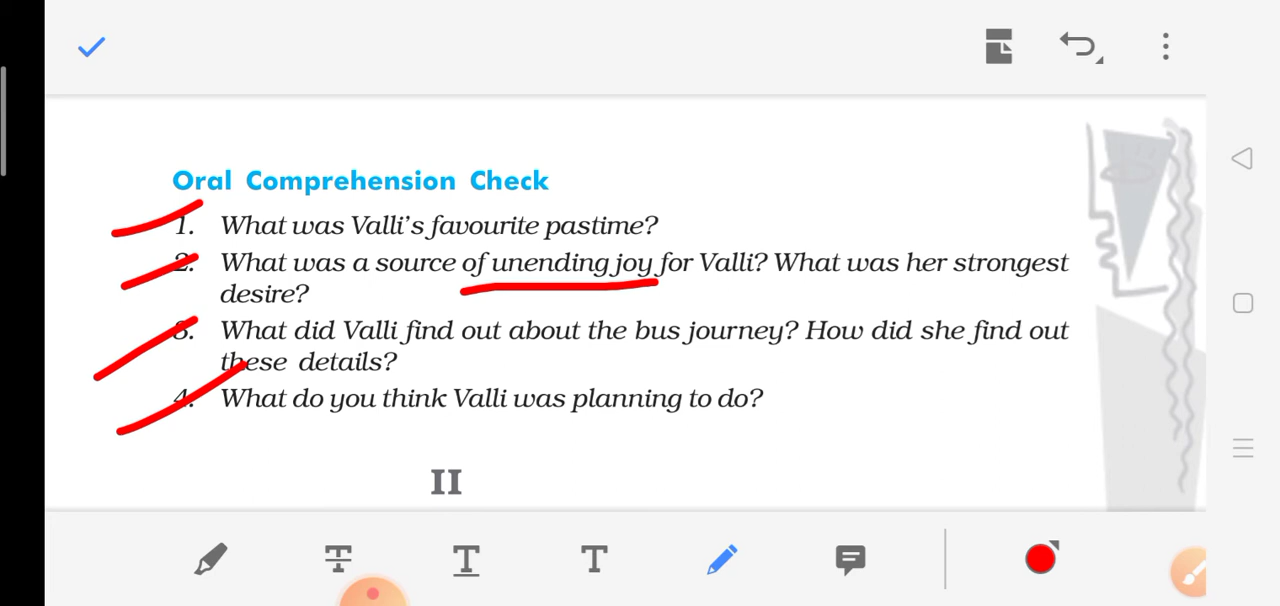 Oral Comprehension Check
1. What was Valli's favourite pastime?
2. What was a source of unending joy for Valli? What was her strongest
desire?
3. What did Valli find out about the bus journey? How did she find out
these details?
4. What do you think Valli was planning to do?
II
T T T